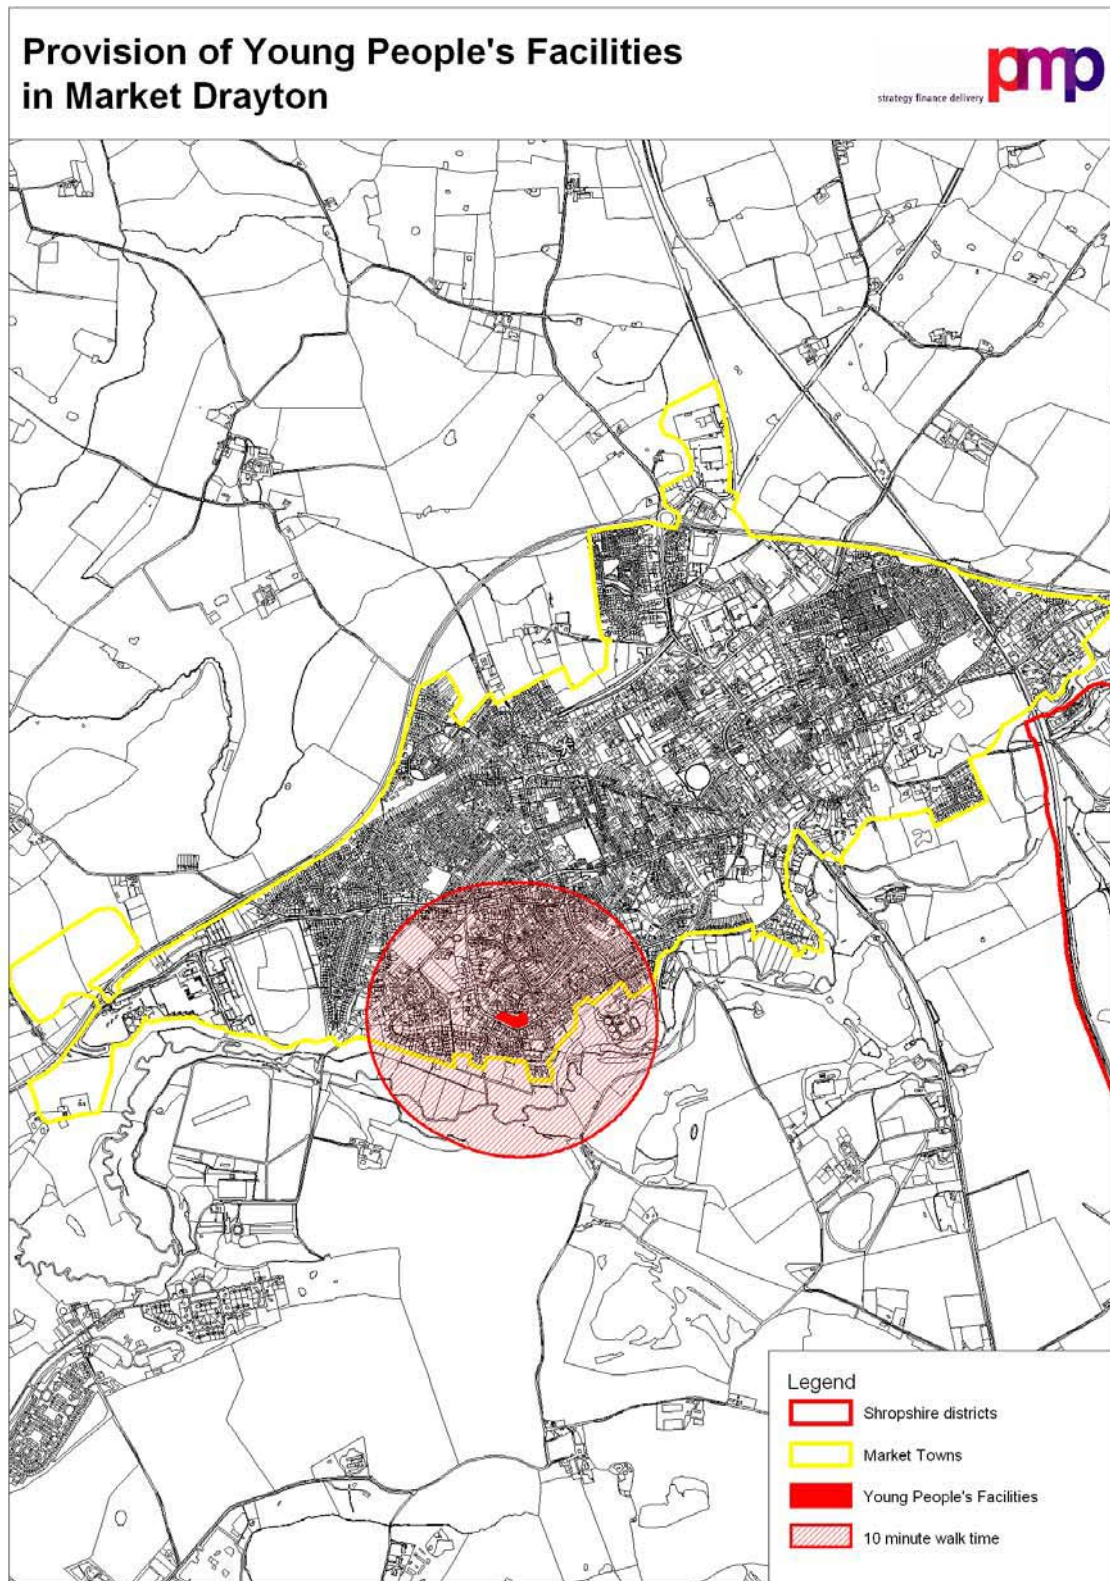 Provision of Young People's Facilities
in Market Drayton
strategy finance delivery
pmp
Legend
Shropshire districts
Market Towns
Young People's Facilities
10 minute walk time